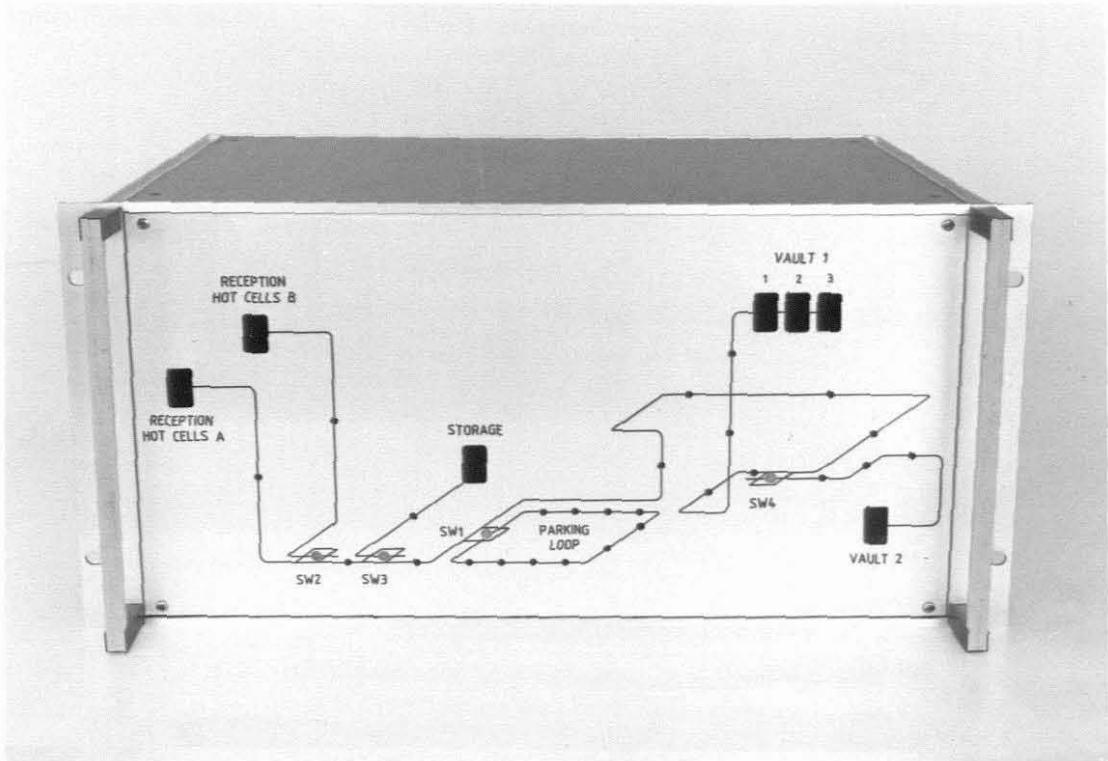 RECEPTION
HOT CELLS B
VAULT 1
1 2 3
RECEPTION
HOT CELLS A
STORAGE
SW1
PARKING
LOOP
SW4
SW2
SW3
VAULT 2